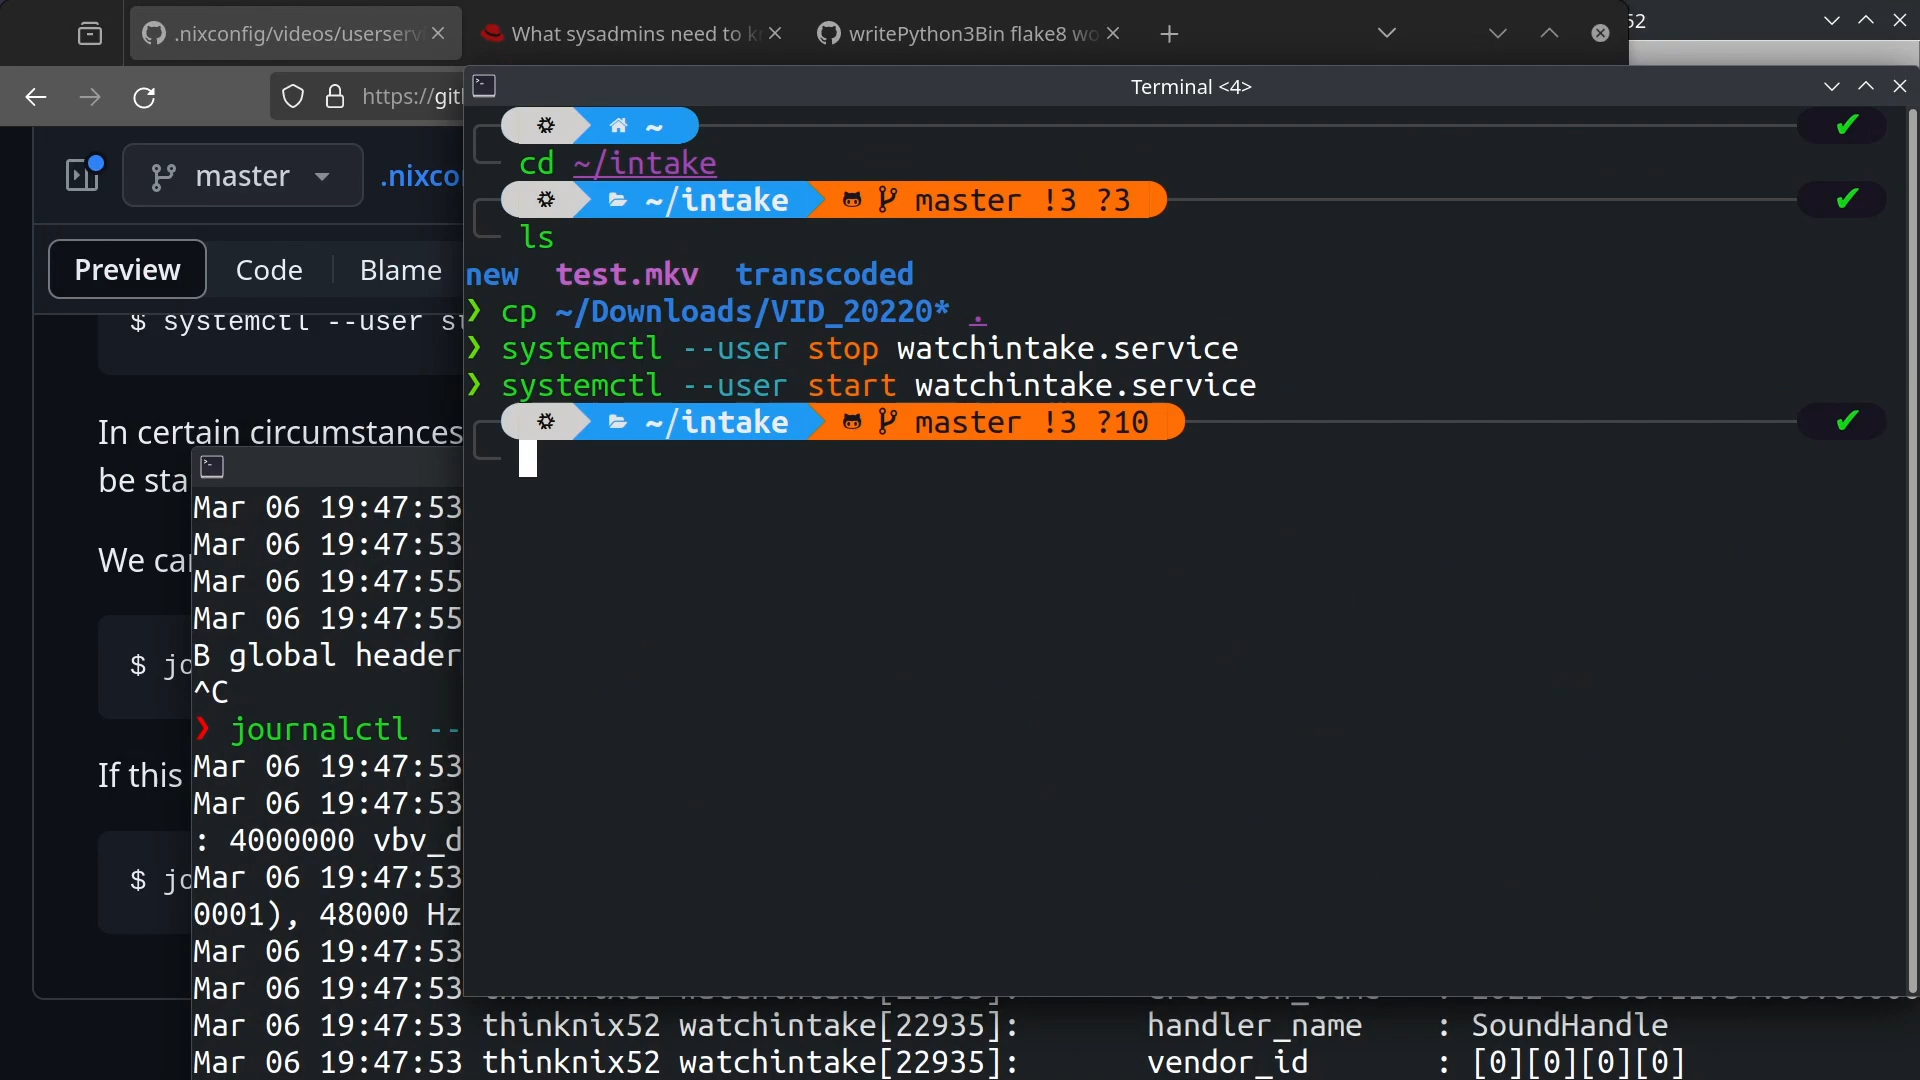 .nixconfig/videos/userserv
What sysadmins need to k
writePython3Bin flake8 wo
52
https://gitl
Terminal <4>
master
.nixco
Preview
Code
Blame
$ systemctl --user st
In certain circumstances
be sta
We can
$ jo
If this
$ jo
~
cd ~/intake
~/intake master !3 ?3
ls
new test.mkv transcoded
❯ cp ~/Downloads/VID_20220* .
❯ systemctl --user stop watchintake.service
❯ systemctl --user start watchintake.service
~/intake master !3 ?10
Mar 06 19:47:53
Mar 06 19:47:53
Mar 06 19:47:55
Mar 06 19:47:55
B global header
^C
❯ journalctl --
Mar 06 19:47:53
Mar 06 19:47:53
: 4000000 vbv_d
Mar 06 19:47:53
0001), 48000 Hz
Mar 06 19:47:53
Mar 06 19:47:53 thinknix52 watchintake[22935]: creation_time :
Mar 06 19:47:53 thinknix52 watchintake[22935]: handler_name : SoundHandle
Mar 06 19:47:53 thinknix52 watchintake[22935]: vendor_id : [0][0][0][0]